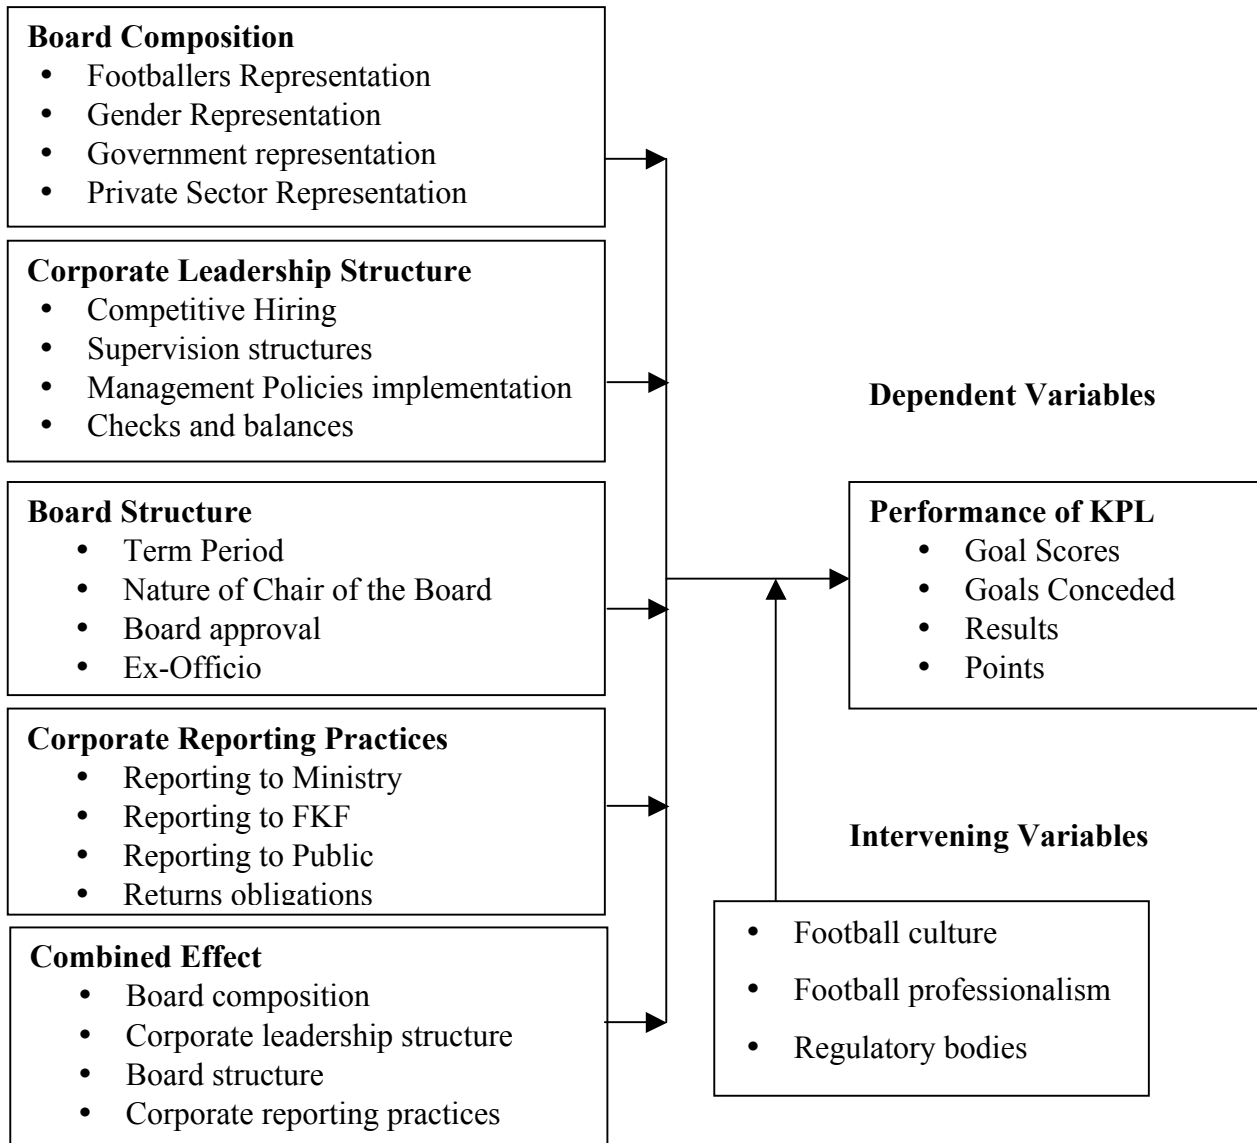 Board Composition
• Footballers Representation
• Gender Representation
• Government representation
• Private Sector Representation
Corporate Leadership Structure
• Competitive Hiring
• Supervision structures
• Management Policies implementation
• Checks and balances
Board Structure
• Term Period
• Nature of Chair of the Board
• Board approval
• Ex-Officio
Corporate Reporting Practices
• Reporting to Ministry
• Reporting to FKF
• Reporting to Public
• Returns obligations
Combined Effect
• Board composition
• Corporate leadership structure
• Board structure
• Corporate reporting practices
Dependent Variables
Performance of KPL
• Goal Scores
• Goals Conceded
• Results
• Points
Intervening Variables
• Football culture
• Football professionalism
• Regulatory bodies